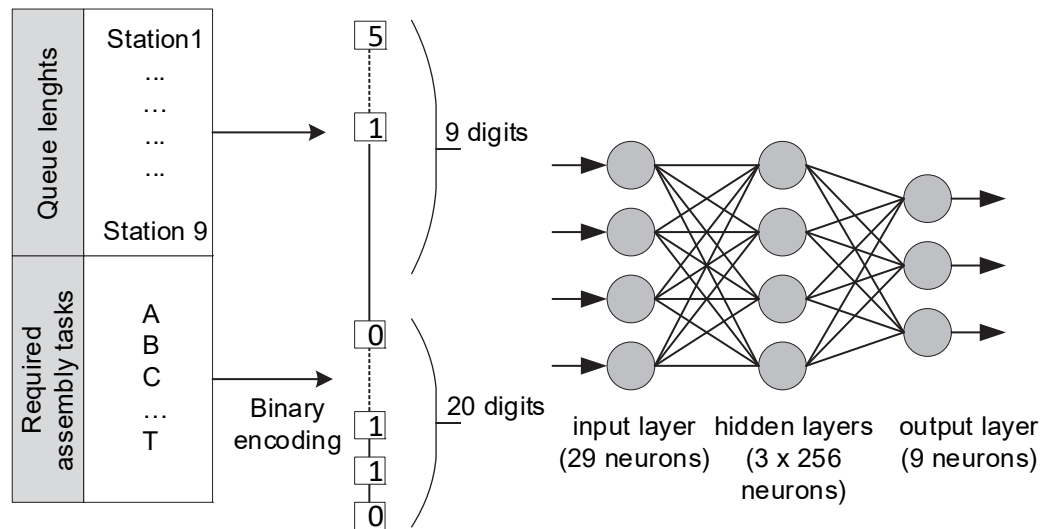 Queue lenghts
Station1
...
...
...
...
Station 9
Required
assembly tasks
A
B
C
...
T
Binary
encoding
5
1
0
1
1
0
9 digits
20 digits
input layer
(29 neurons)
hidden layers
(3 x 256
neurons)
output layer
(9 neurons)